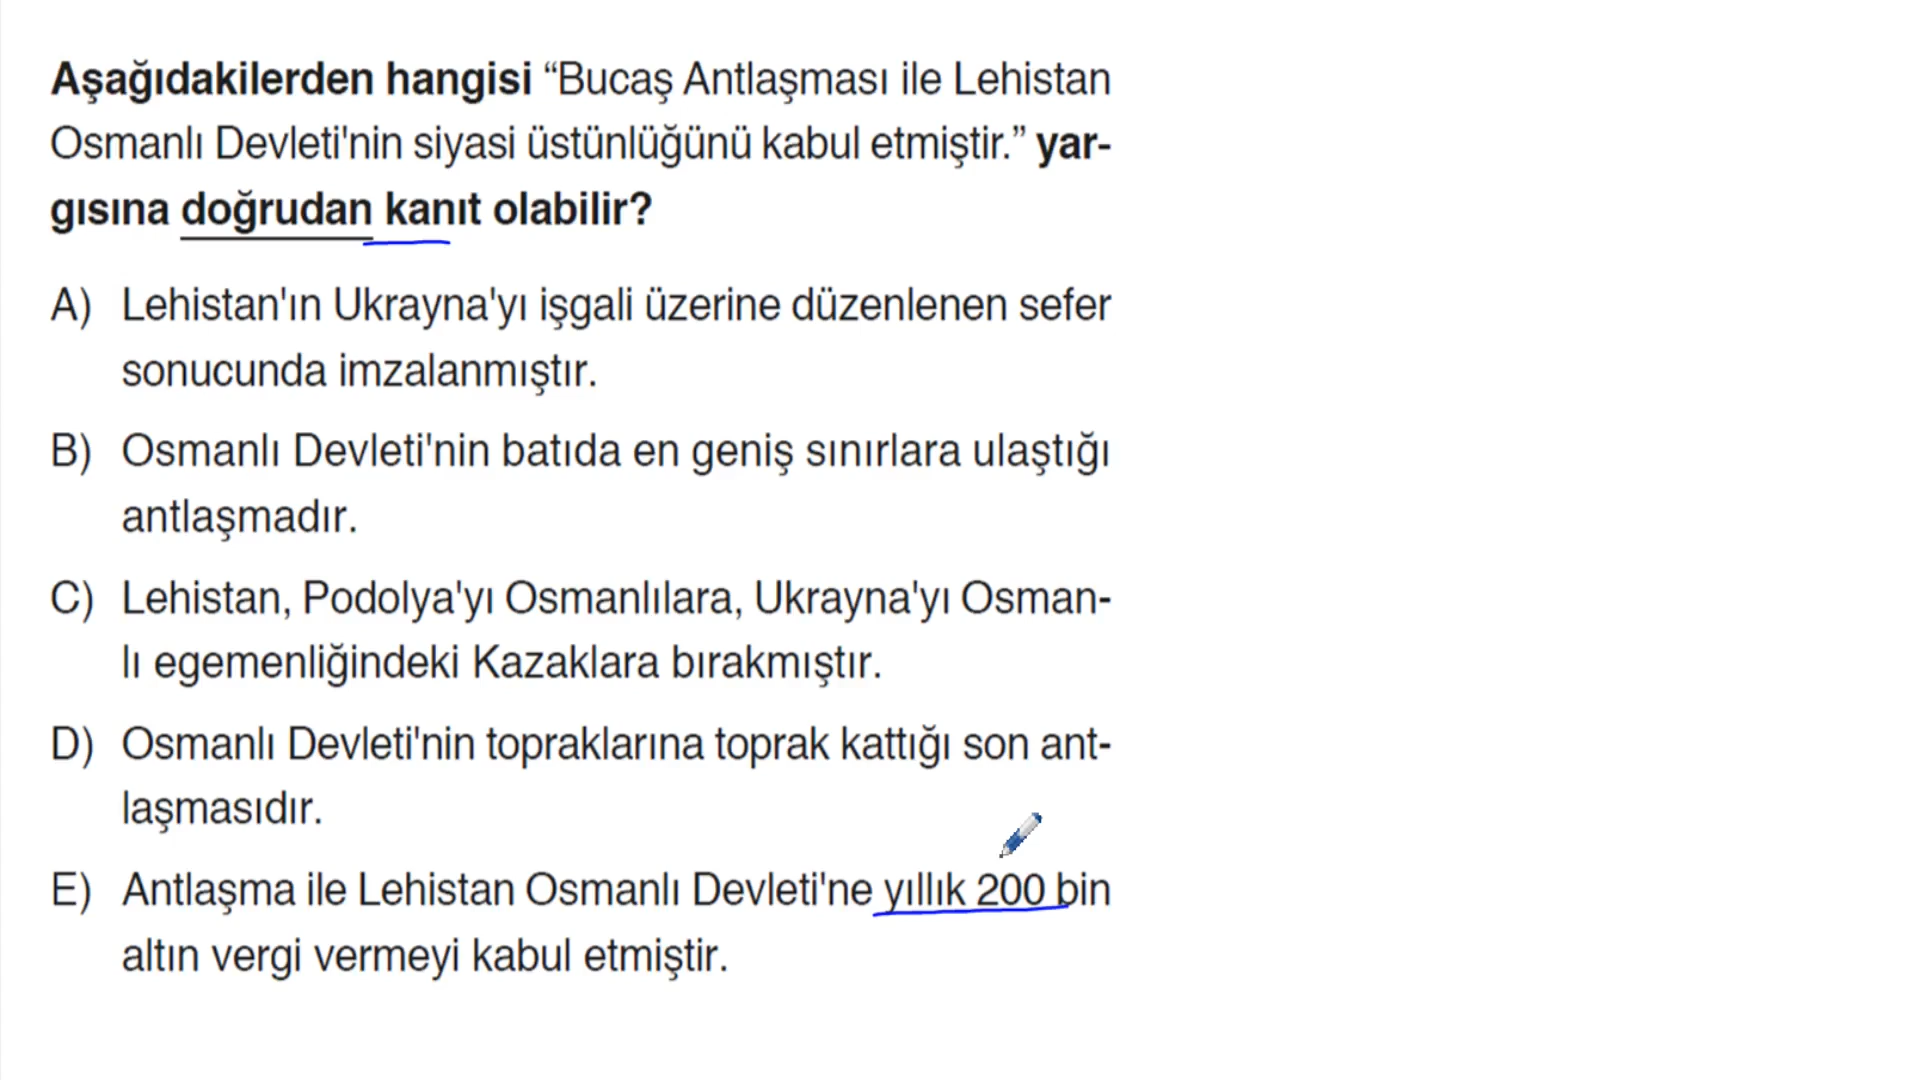 Aşağıdakilerden hangisi “Bucaş Antlaşması ile Lehistan
Osmanlı Devleti'nin siyasi üstünlüğünü kabul etmiştir.” yar-
gısına doğrudan kanıt olabilir?
A) Lehistan'ın Ukrayna'yı işgali üzerine düzenlenen sefer
sonucunda imzalanmıştır.
B) Osmanlı Devleti'nin batıda en geniş sınırlara ulaştığı
antlaşmadır.
C) Lehistan, Podolya'yı Osmanlılara, Ukrayna'yı Osman-
lı egemenliğindeki Kazaklara bırakmıştır.
D) Osmanlı Devleti'nin topraklarına toprak kattığı son ant-
laşmasıdır.
E) Antlaşma ile Lehistan Osmanlı Devleti'ne yıllık 200 bin
altın vergi vermeyi kabul etmiştir.